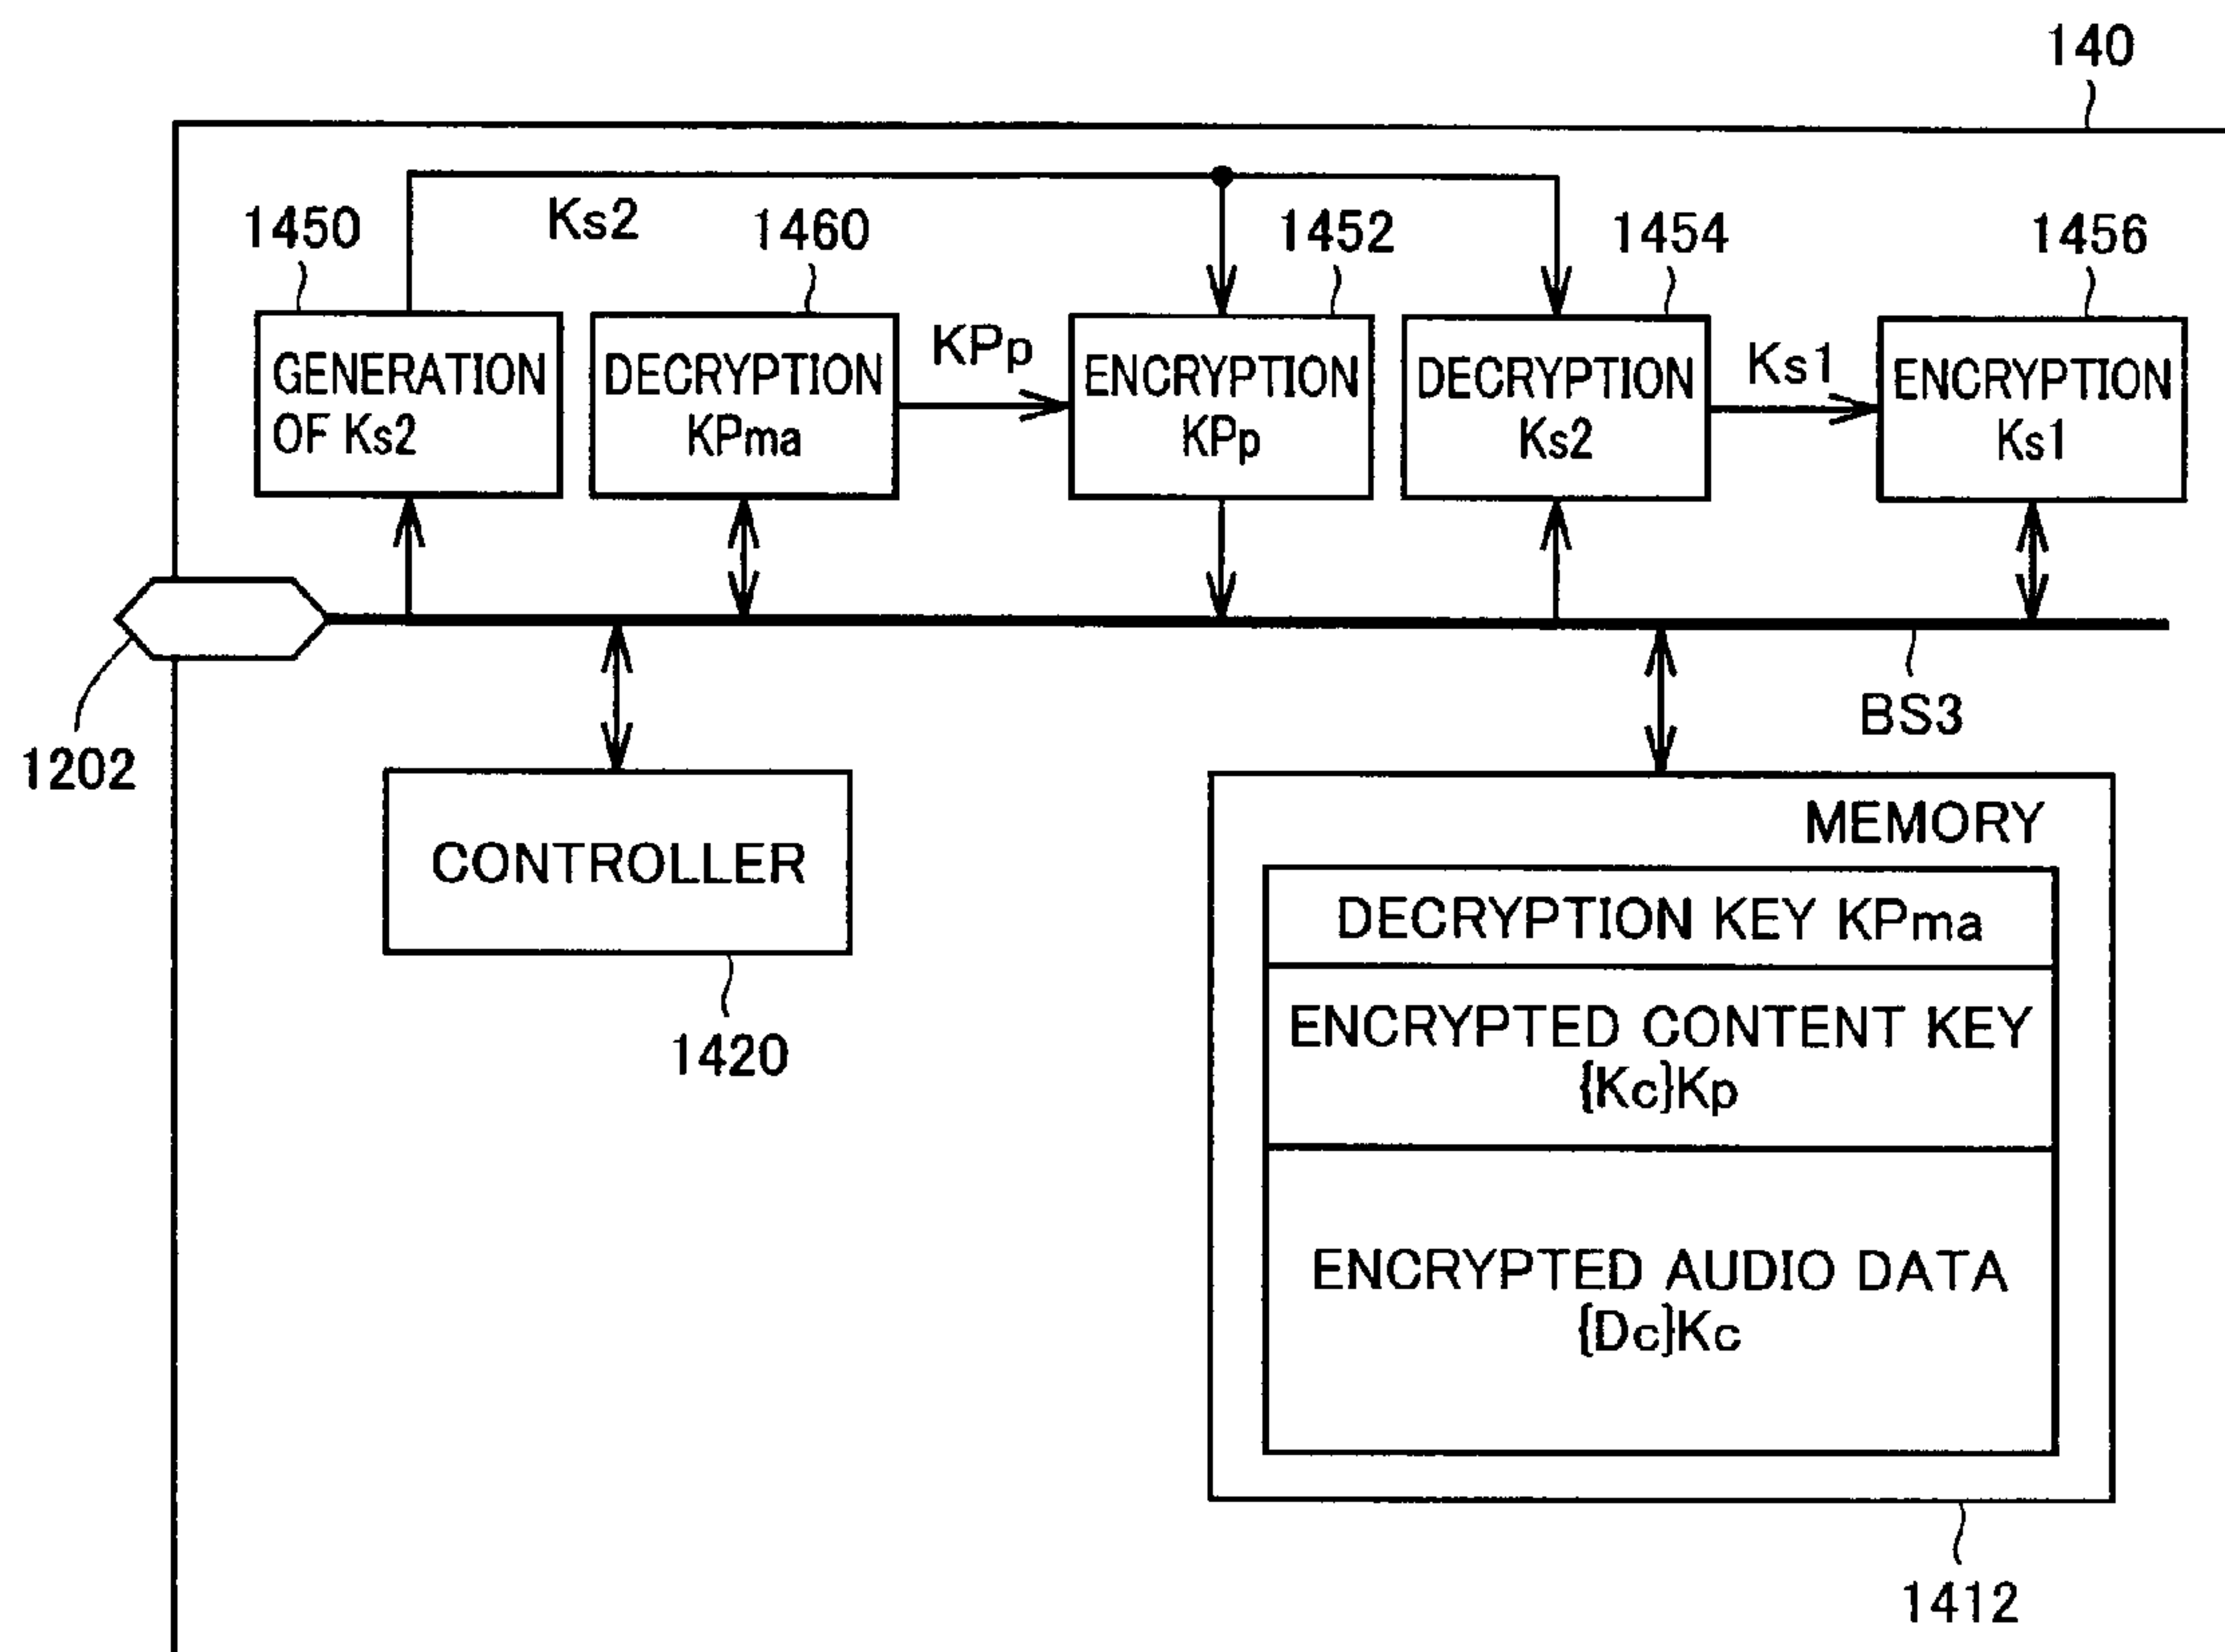 140
Ks2
1450
1460
1452
1454
1456
GENERATION
OF Ks2
DECRYPTION
KPma
KPp
ENCRYPTION
KPp
DECRYPTION
Ks2
Ks1
ENCRYPTION
Ks1
1202
BS3
CONTROLLER
1420
MEMORY
DECRYPTION KEY KPma
ENCRYPTED CONTENT KEY
{Kc}Kp
ENCRYPTED AUDIO DATA
{Dc}Kc
1412